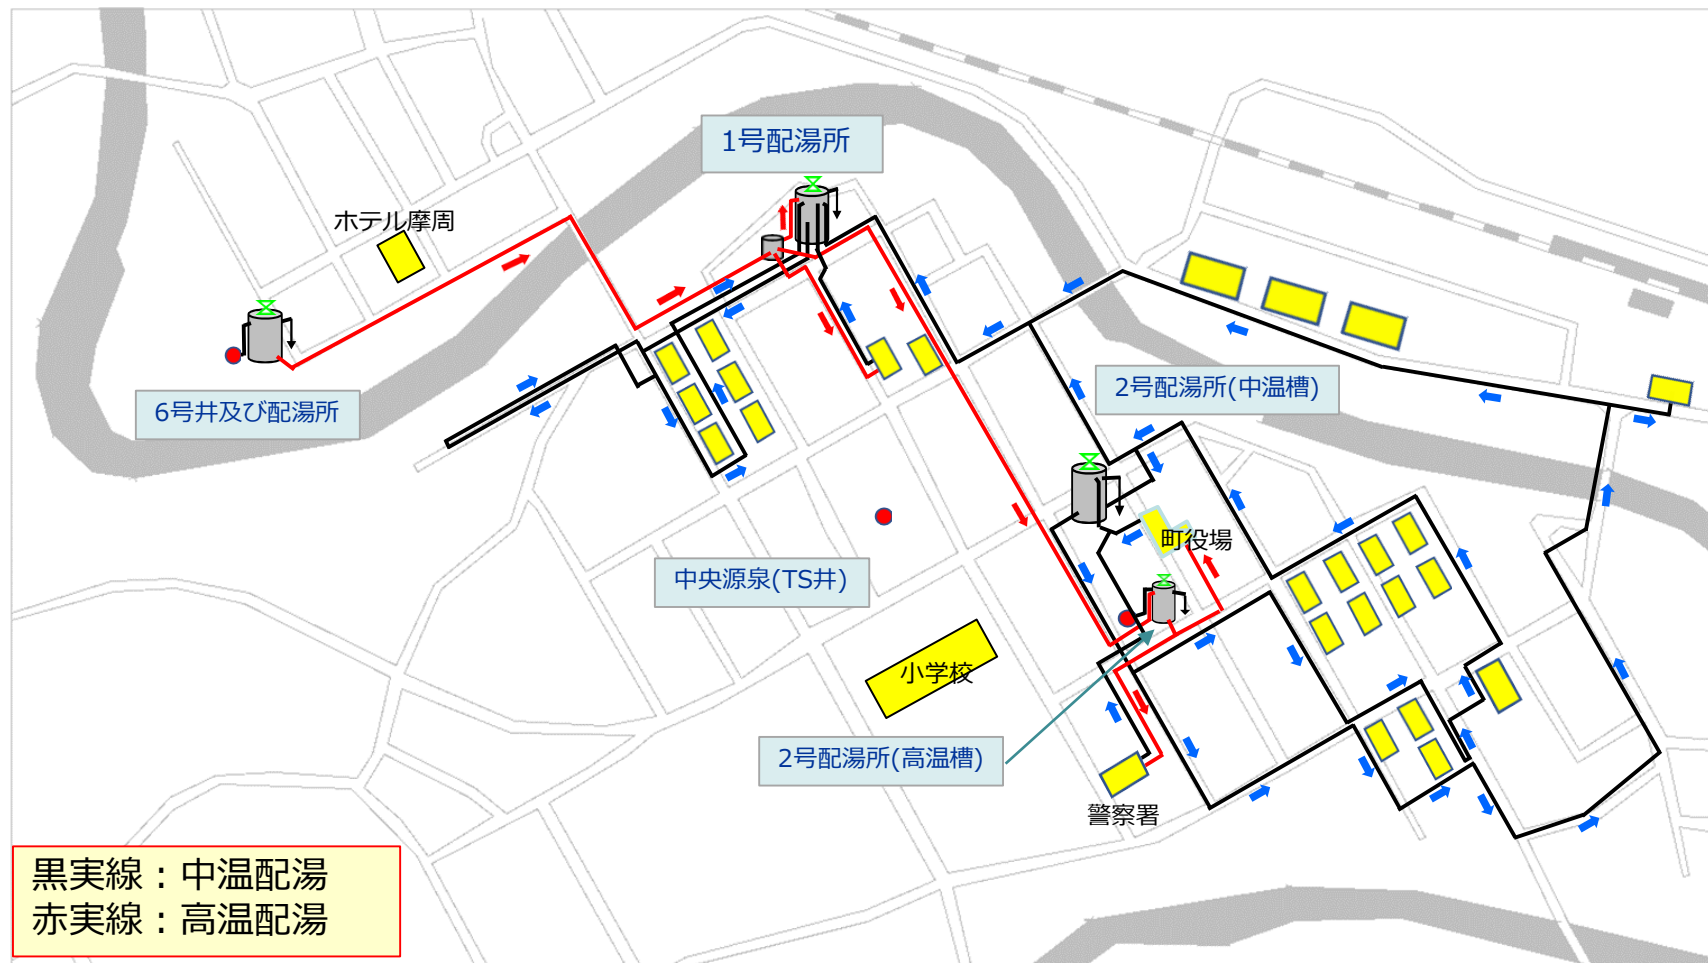 1号配湯所
ホテル摩周
2号配湯所(中温槽)
6号井及び配湯所
町役場
中央源泉(TS井)
小学校
2号配湯所(高温槽)
警察署
黒実線：中温配湯
赤実線：高温配湯